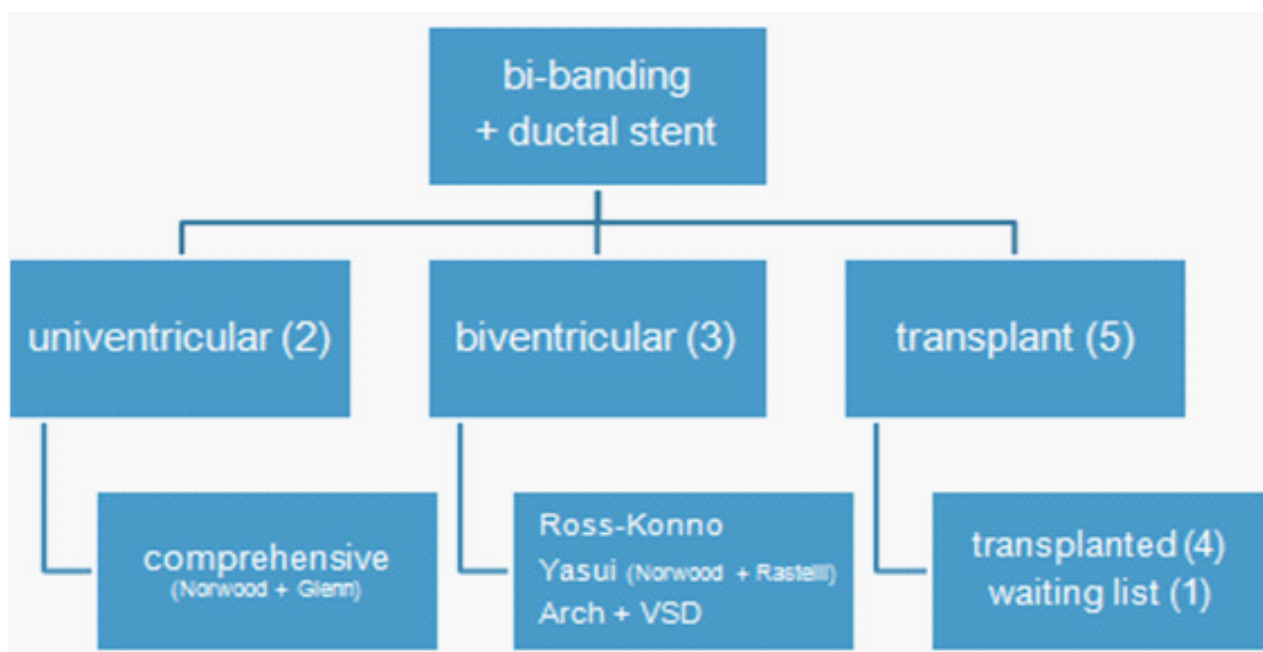 bi-banding
+ ductal stent
univentricular (2)
biventricular (3)
transplant (5)
comprehensive
(Norwood + Glenn)
Ross-Konno
Yasui (Norwood + Rastelli)
Arch + VSD
transplanted (4)
waiting list (1)